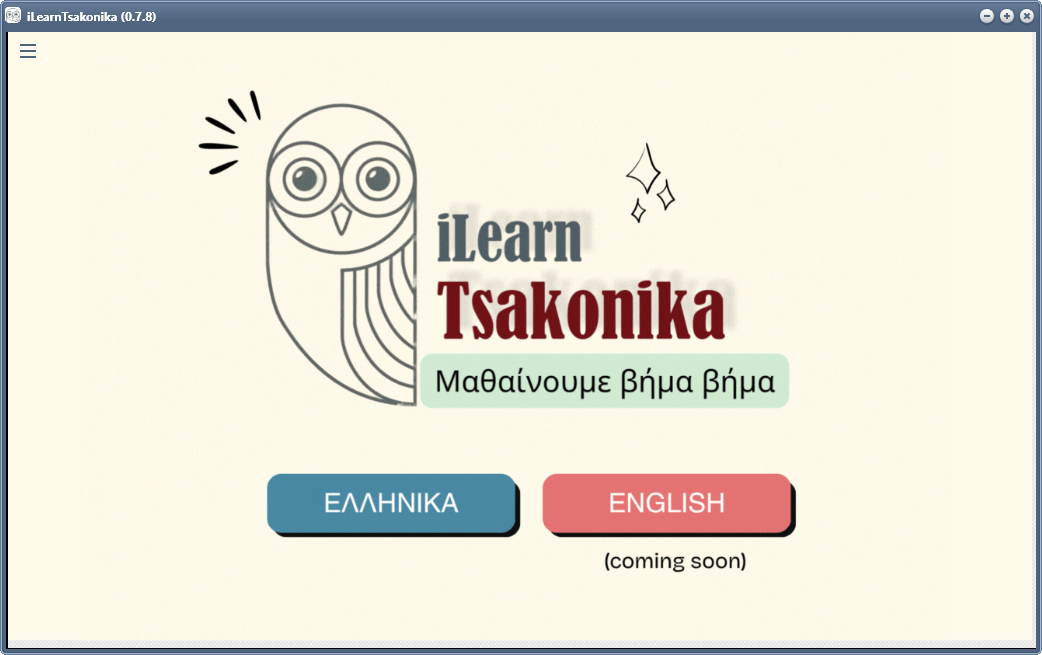 iLearnTsakonika (0.7.8)
iLearn
Tsakonika
Μαθαίνουμε βήμα βήμα
ΕΛΛΗΝΙΚΑ
ENGLISH
(coming soon)